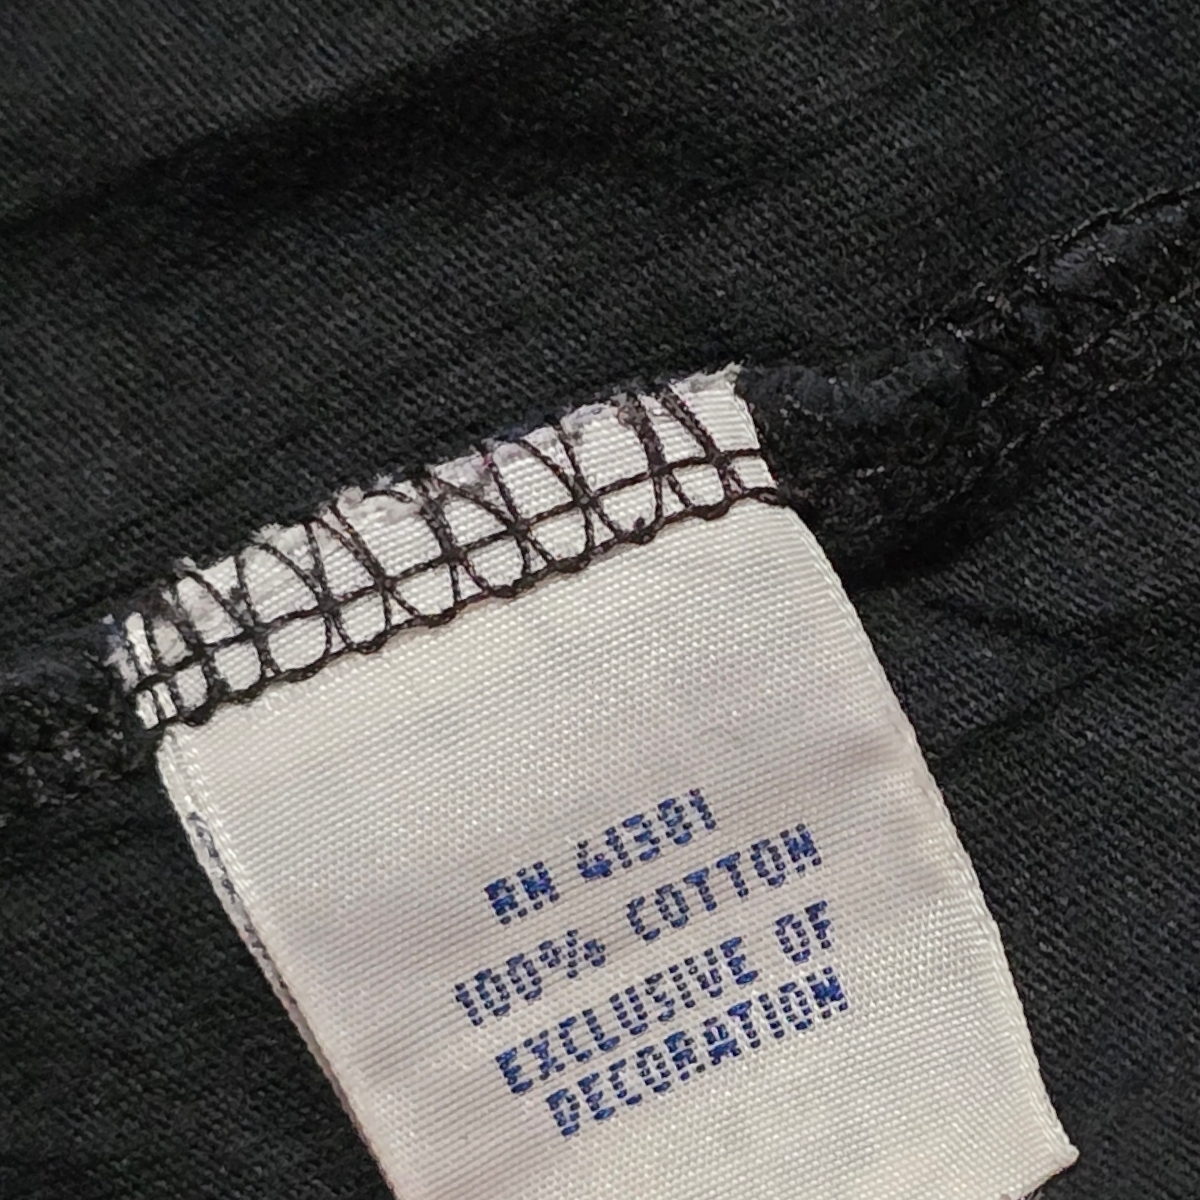 RN 41381
100% COTTON
EXCLUSIVE OF
DECORATION